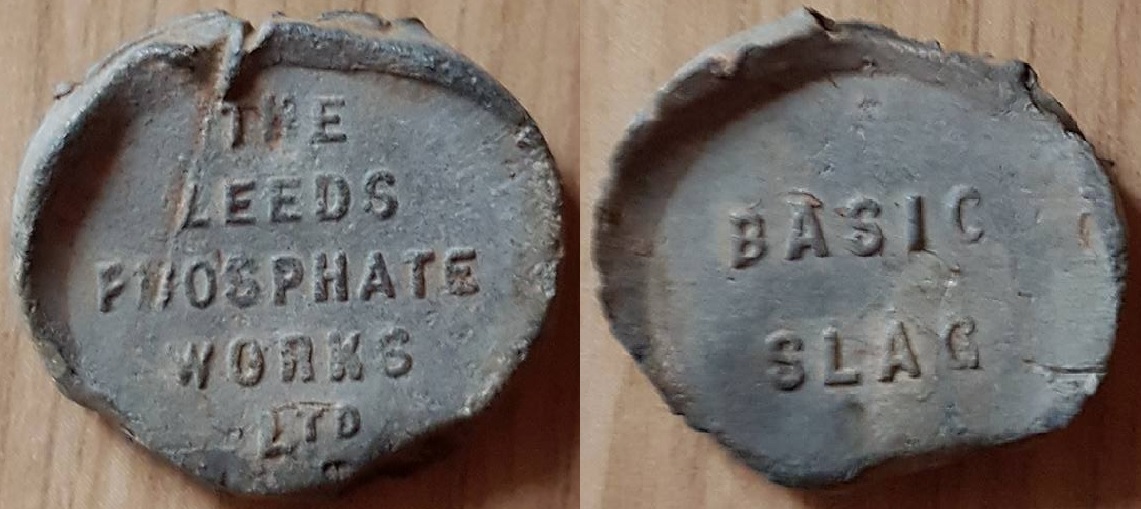 THE
LEEDS
PHOSPHATE
WORKS
LTD
BASIC
SLAG